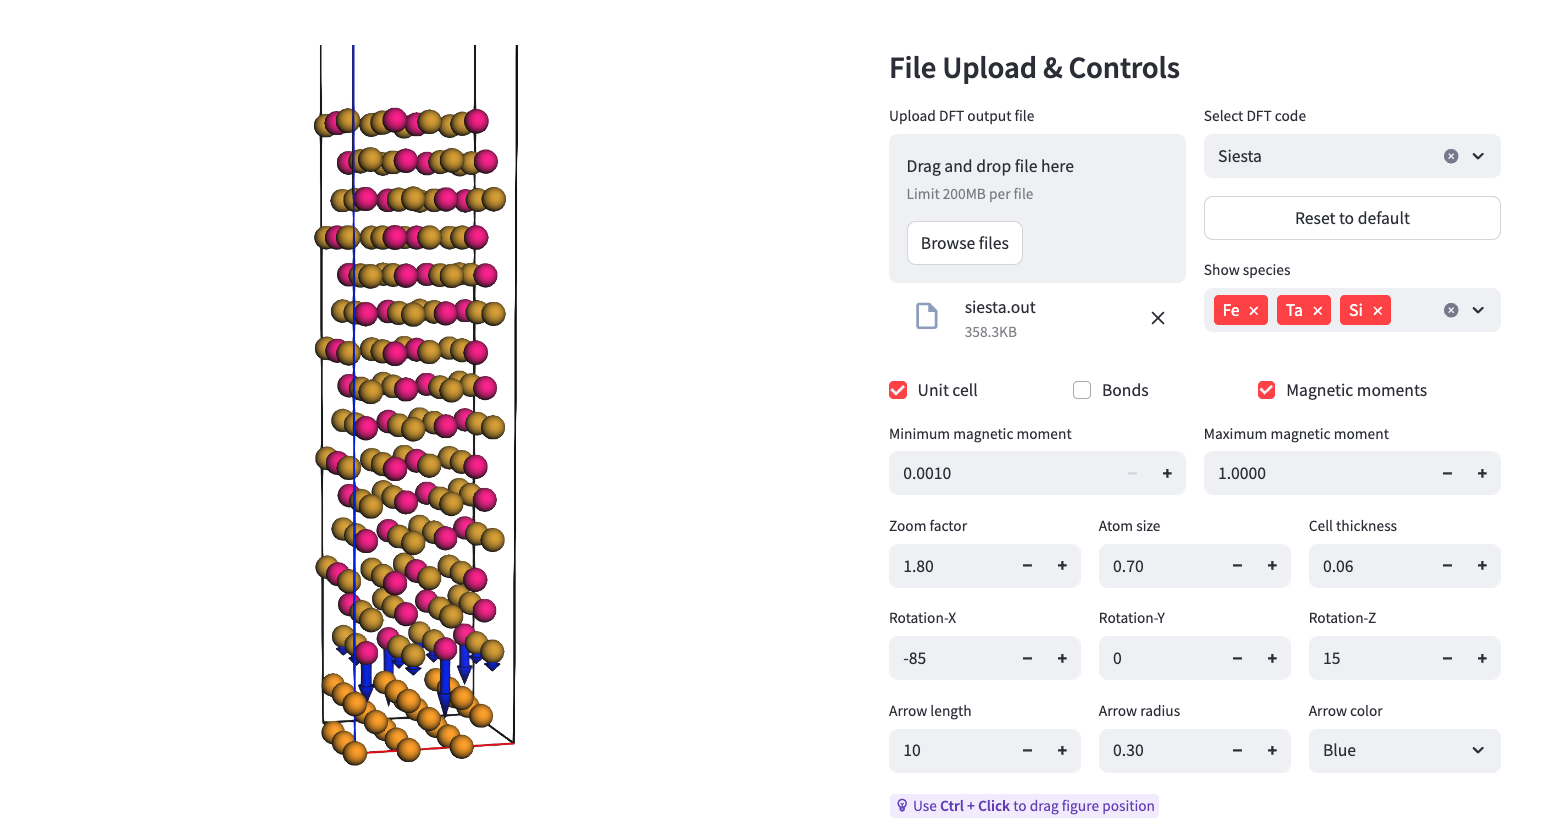 File Upload & Controls
Upload DFT output file
Select DFT code
Drag and drop file here
Limit 200MB per file
Browse files
Siesta
Reset to default
siesta.out
358.3KB
Show species
Fe Ta Si
Unit cell
Bonds
Magnetic moments
Minimum magnetic moment
Maximum magnetic moment
0.0010
1.0000
Zoom factor
Atom size
Cell thickness
1.80
0.70
0.06
Rotation-X
Rotation-Y
Rotation-Z
-85
0
15
Arrow length
Arrow radius
Arrow color
10
0.30
Blue
Use Ctrl + Click to drag figure position